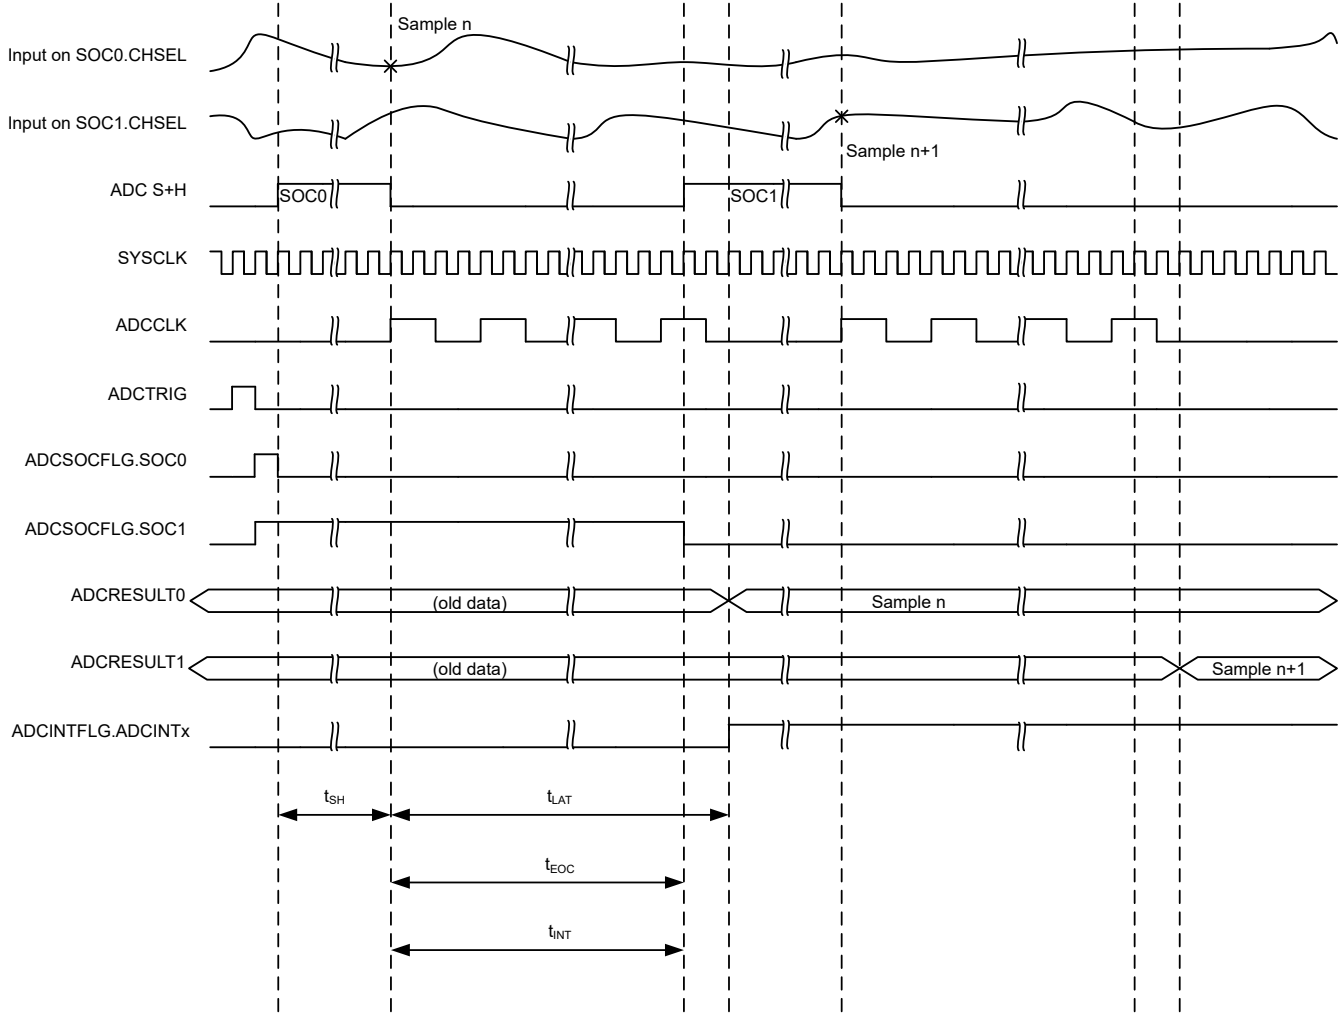 Sample n
Input on SOC0.CHSEL
Input on SOC1.CHSEL
Sample n+1
ADC S+H
SOC0
SOC1
SYSCLK
ADCCLK
ADCTRIG
ADCSOCFLG.SOC0
ADCSOCFLG.SOC1
ADCRESULT0
(old data)
Sample n
ADCRESULT1
(old data)
Sample n+1
ADCINTFLG.ADCINTx
tSH
tLAT
tEOC
tINT